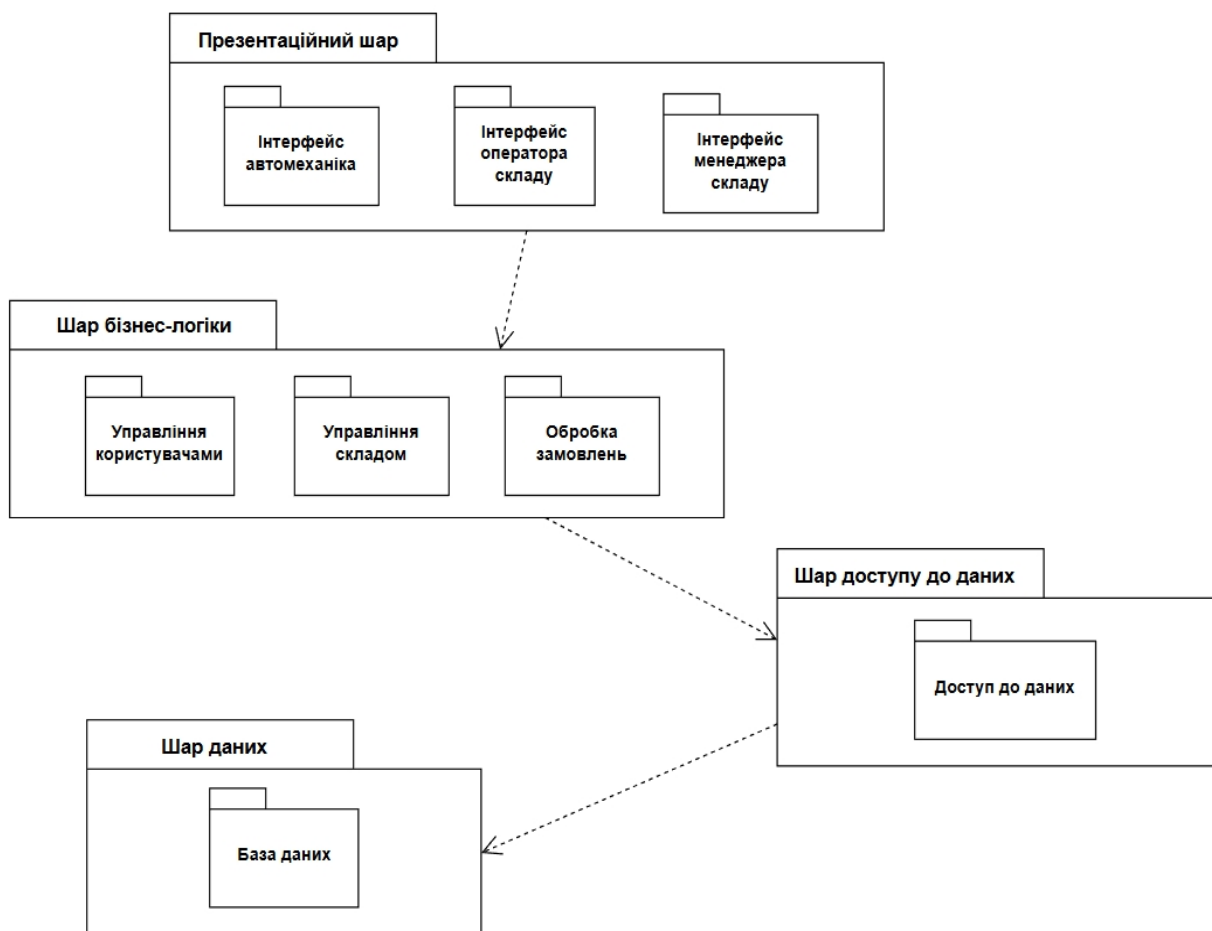 Презентаційний шар
Інтерфейс
автомеханіка
Інтерфейс
оператора
складу
Інтерфейс
менеджера
складу
Шар бізнес-логіки
Управління
користувачами
Управління
складом
Обробка
замовлень
Шар доступу до даних
Доступ до даних
Шар даних
База даних